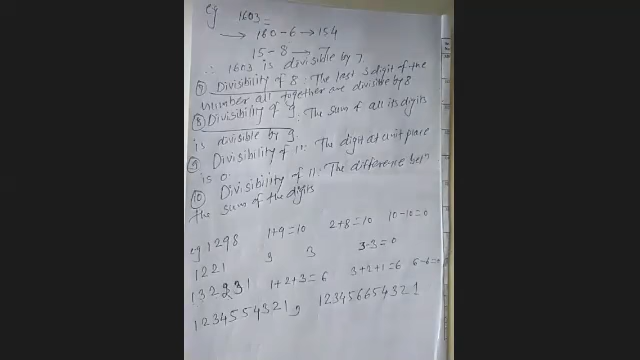 eg 1603 =
→ 160 - 6 → 154
15 - 8 → 7
∴ 1603 is divisible by 7
⑦ Divisibility of 8: The last 3 digit of the
number all together are divisible by 8
⑧ Divisibility of 9: The sum of all its digits
is divisible by 9.
⑨ Divisibility of 10: The digit at unit place
is 0.
⑩ Divisibility of 11: The difference betn
the sum of the digits
eg 1298 1+9=10 2+8=10 10-10=0
1221 3 3 3-3=0
132231 1+2+3=6 3+2+1=6 6-6=0
12345554321, 123456654321